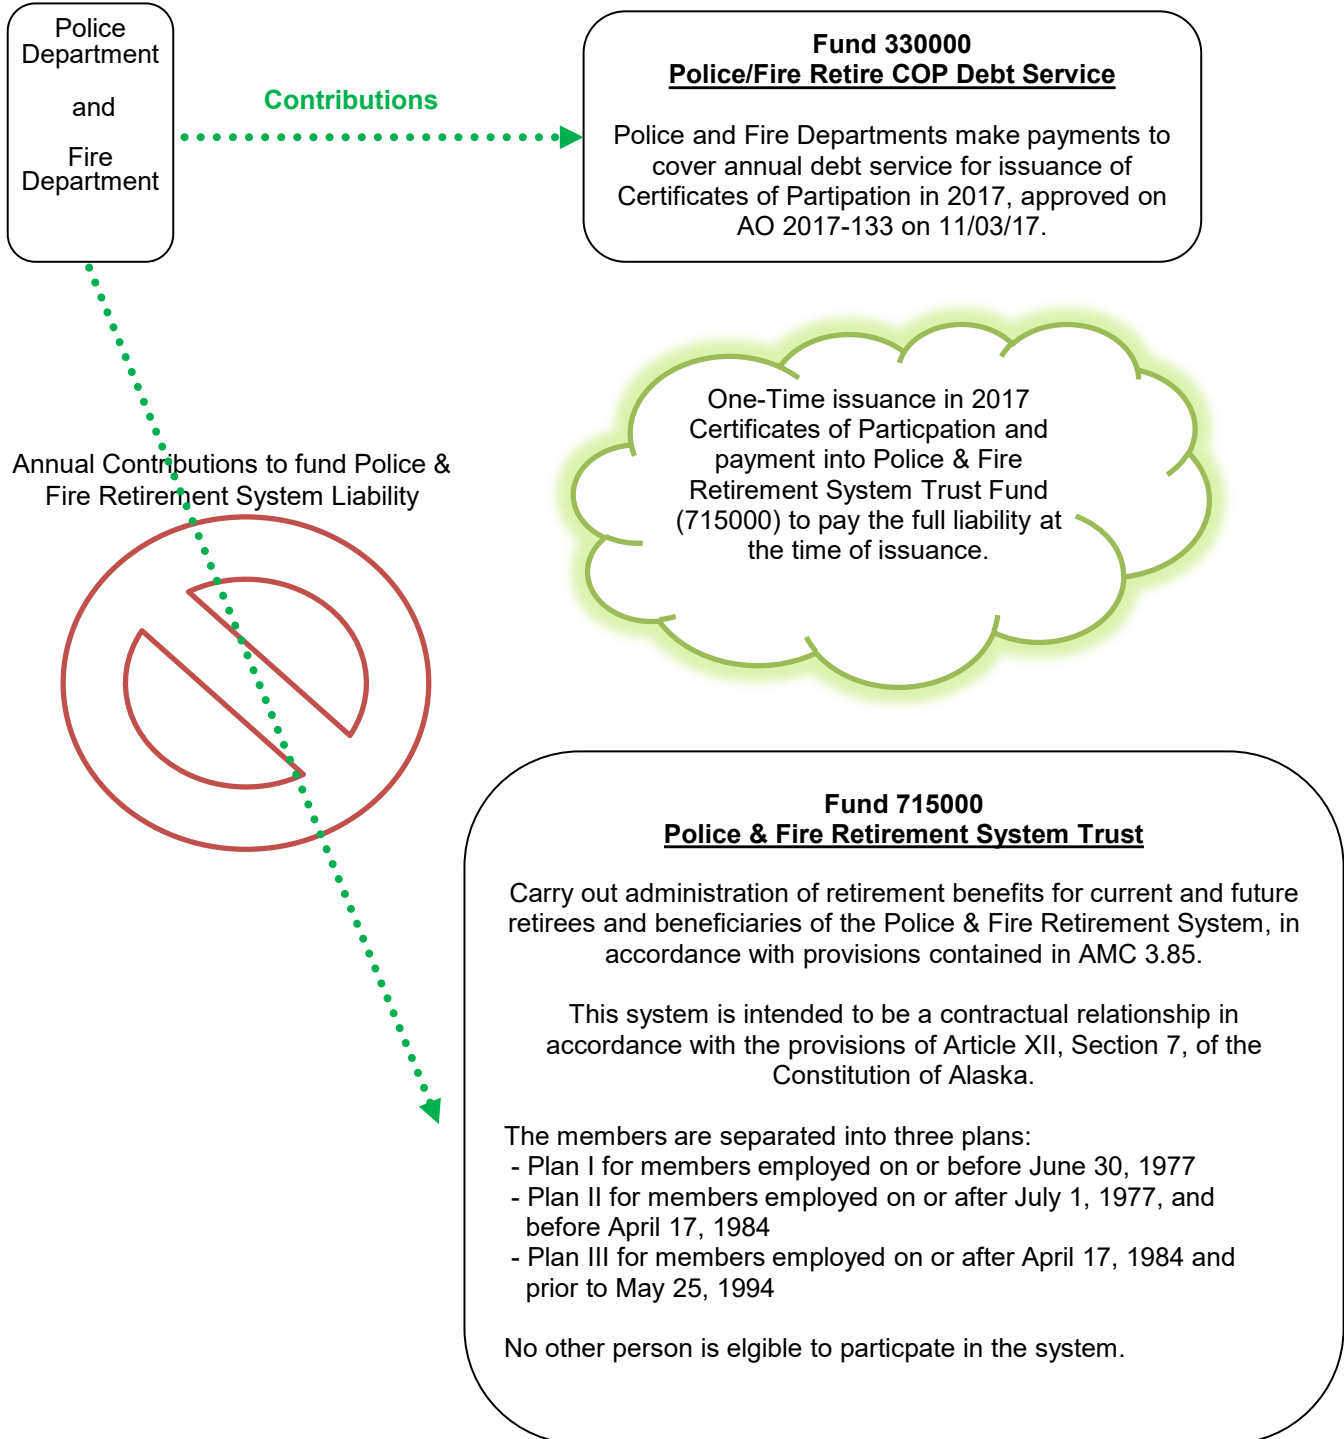 Police
Department
and
Fire
Department
Contributions
Fund 330000
Police/Fire Retire COP Debt Service
Police and Fire Departments make payments to
cover annual debt service for issuance of
Certificates of Partipation in 2017, approved on
AO 2017-133 on 11/03/17.
One-Time issuance in 2017
Certificates of Particpation and
payment into Police & Fire
Retirement System Trust Fund
(715000) to pay the full liability at
the time of issuance.
Annual Contributions to fund Police &
Fire Retirement System Liability
Fund 715000
Police & Fire Retirement System Trust
Carry out administration of retirement benefits for current and future
retirees and beneficiaries of the Police & Fire Retirement System, in
accordance with provisions contained in AMC 3.85.
This system is intended to be a contractual relationship in
accordance with the provisions of Article XII, Section 7, of the
Constitution of Alaska.
The members are separated into three plans:
- Plan I for members employed on or before June 30, 1977
- Plan II for members employed on or after July 1, 1977, and
before April 17, 1984
- Plan III for members employed on or after April 17, 1984 and
prior to May 25, 1994
No other person is elgible to particpate in the system.